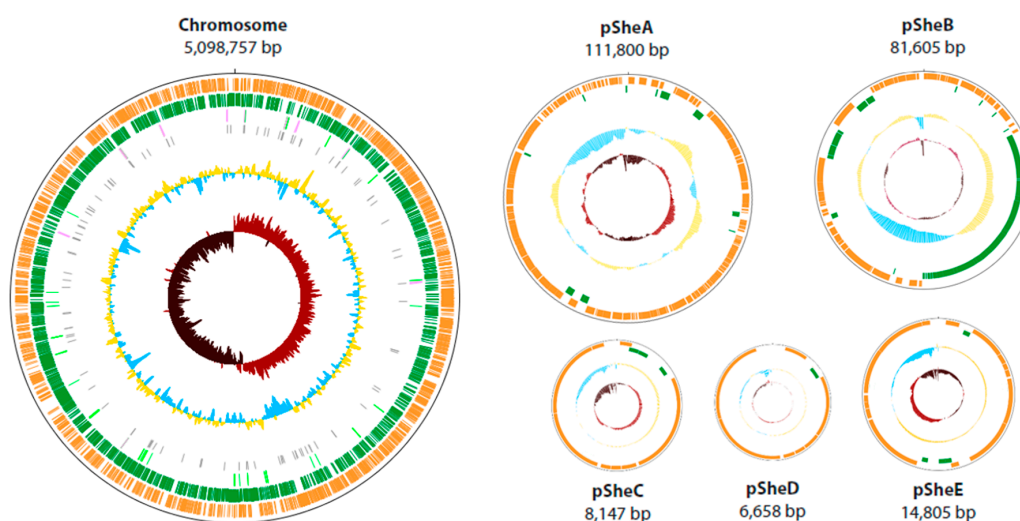 Chromosome
5,098,757 bp
pSheA
111,800 bp
pSheB
81,605 bp
pSheC
8,147 bp
pSheD
6,658 bp
pSheE
14,805 bp